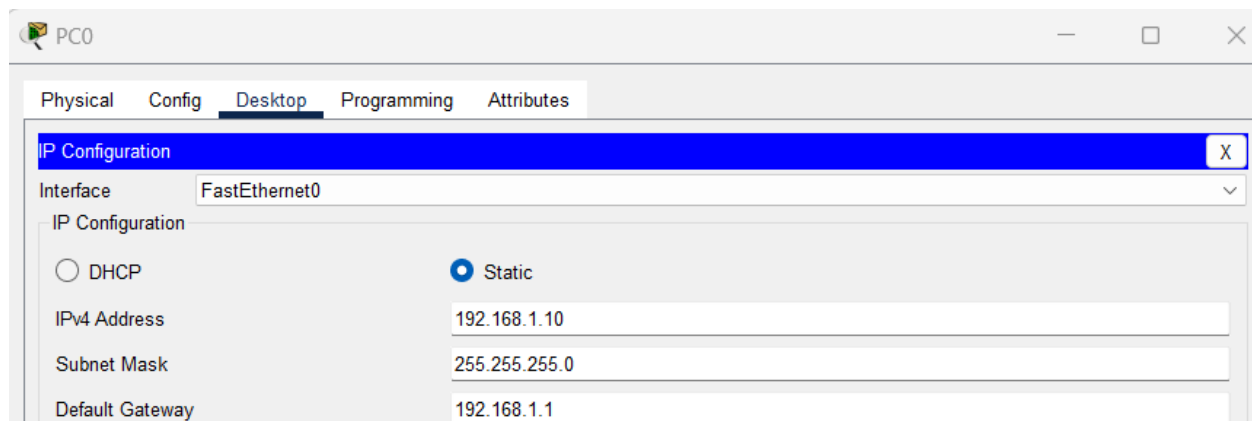 PC0
Physical Config Desktop Programming Attributes
IP Configuration X
Interface FastEthernet0
IP Configuration
DHCP Static
IPv4 Address 192.168.1.10
Subnet Mask 255.255.255.0
Default Gateway 192.168.1.1